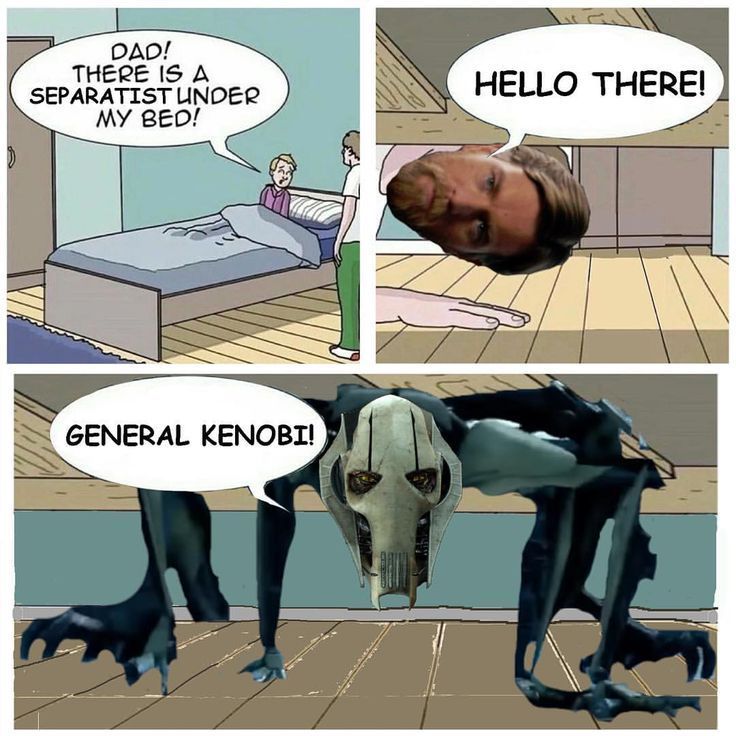 DAD!
THERE IS A
SEPARATIST UNDER
MY BED!
HELLO THERE!
GENERAL KENOBI!